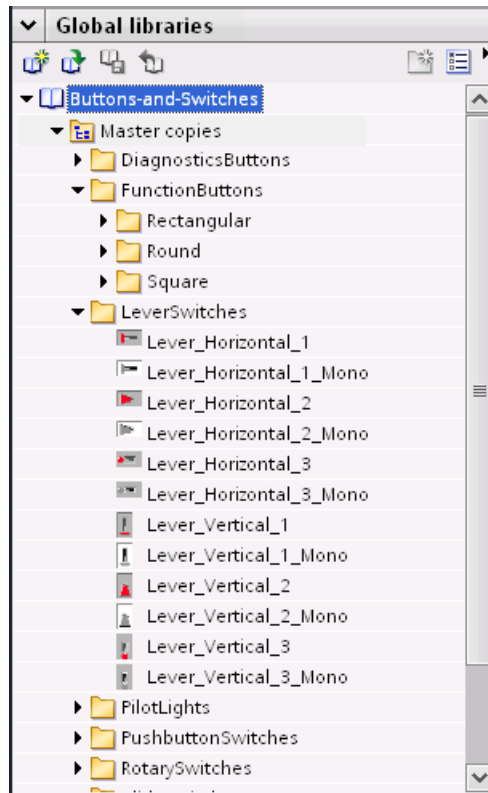 Global libraries
Buttons-and-Switches
Master copies
DiagnosticsButtons
FunctionButtons
Rectangular
Round
Square
LeverSwitches
Lever_Horizontal_1
Lever_Horizontal_1_Mono
Lever_Horizontal_2
Lever_Horizontal_2_Mono
Lever_Horizontal_3
Lever_Horizontal_3_Mono
Lever_Vertical_1
Lever_Vertical_1_Mono
Lever_Vertical_2
Lever_Vertical_2_Mono
Lever_Vertical_3
Lever_Vertical_3_Mono
PilotLights
PushbuttonSwitches
RotarySwitches